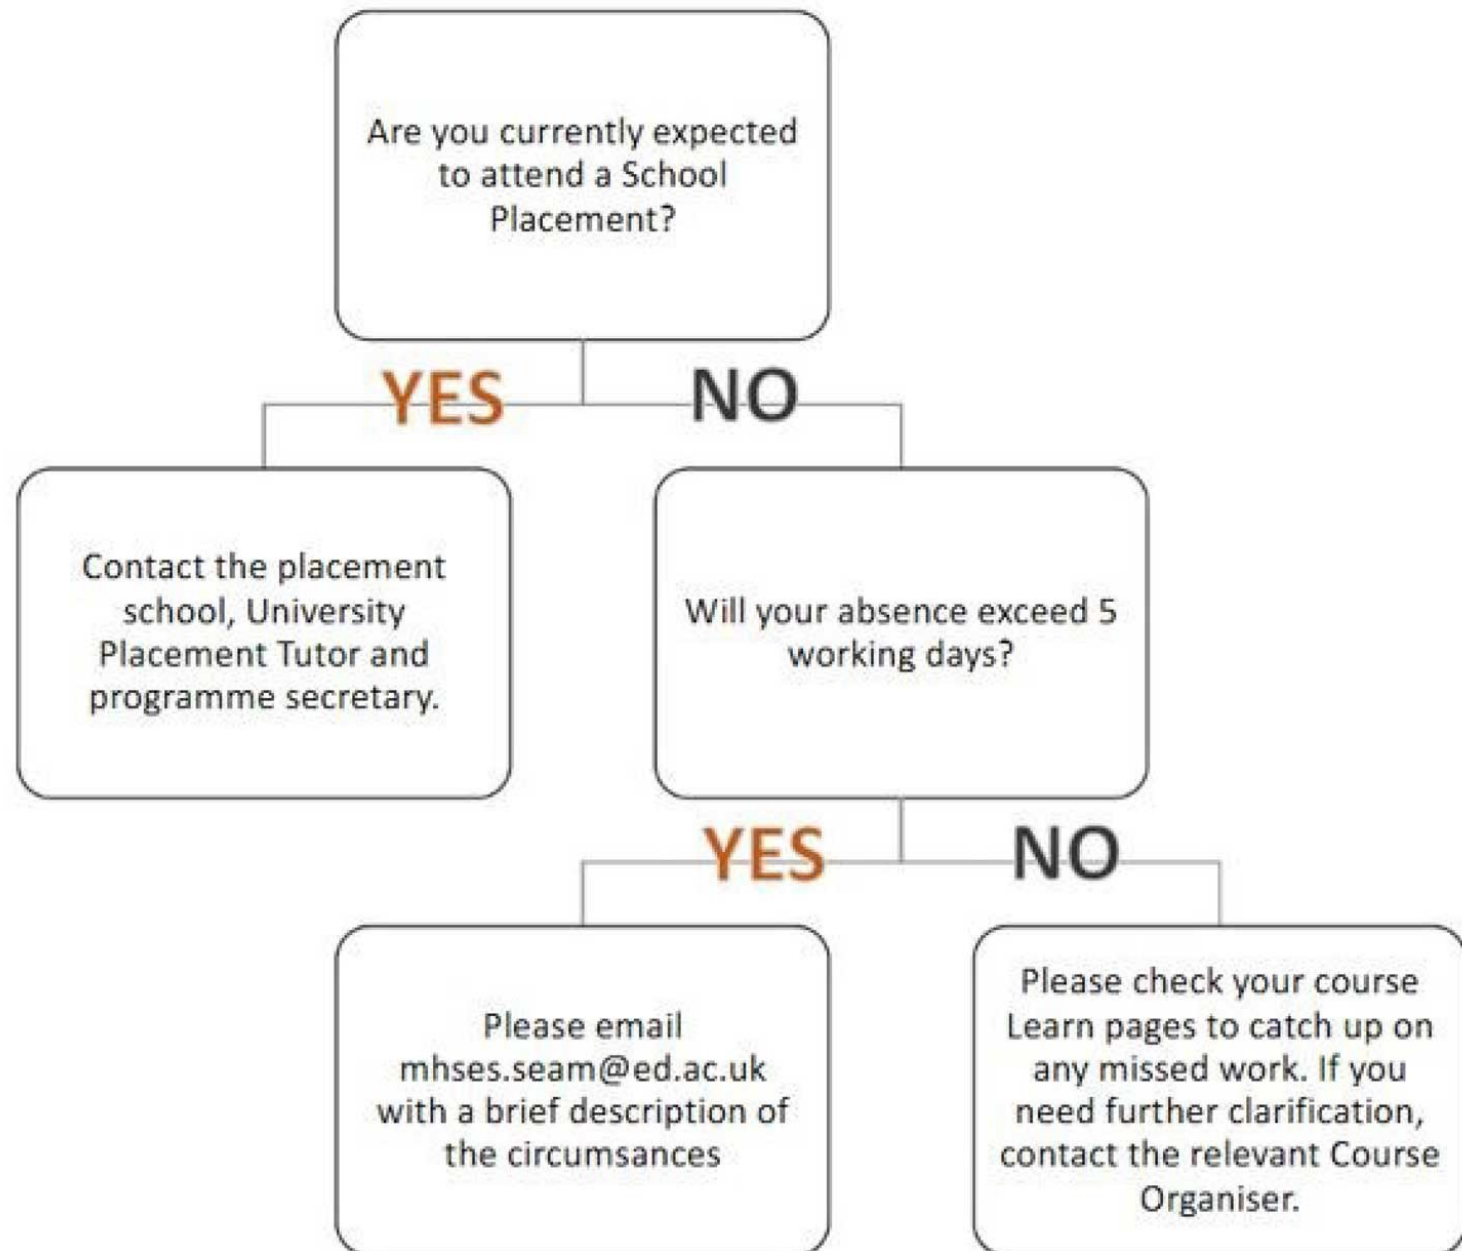 Are you currently expected
to attend a School
Placement?
YES
NO
Contact the placement
school, University
Placement Tutor and
programme secretary.
Will your absence exceed 5
working days?
YES
NO
Please email
mhses.seam@ed.ac.uk
with a brief description of
the circumsances
Please check your course
Learn pages to catch up on
any missed work. If you
need further clarification,
contact the relevant Course
Organiser.